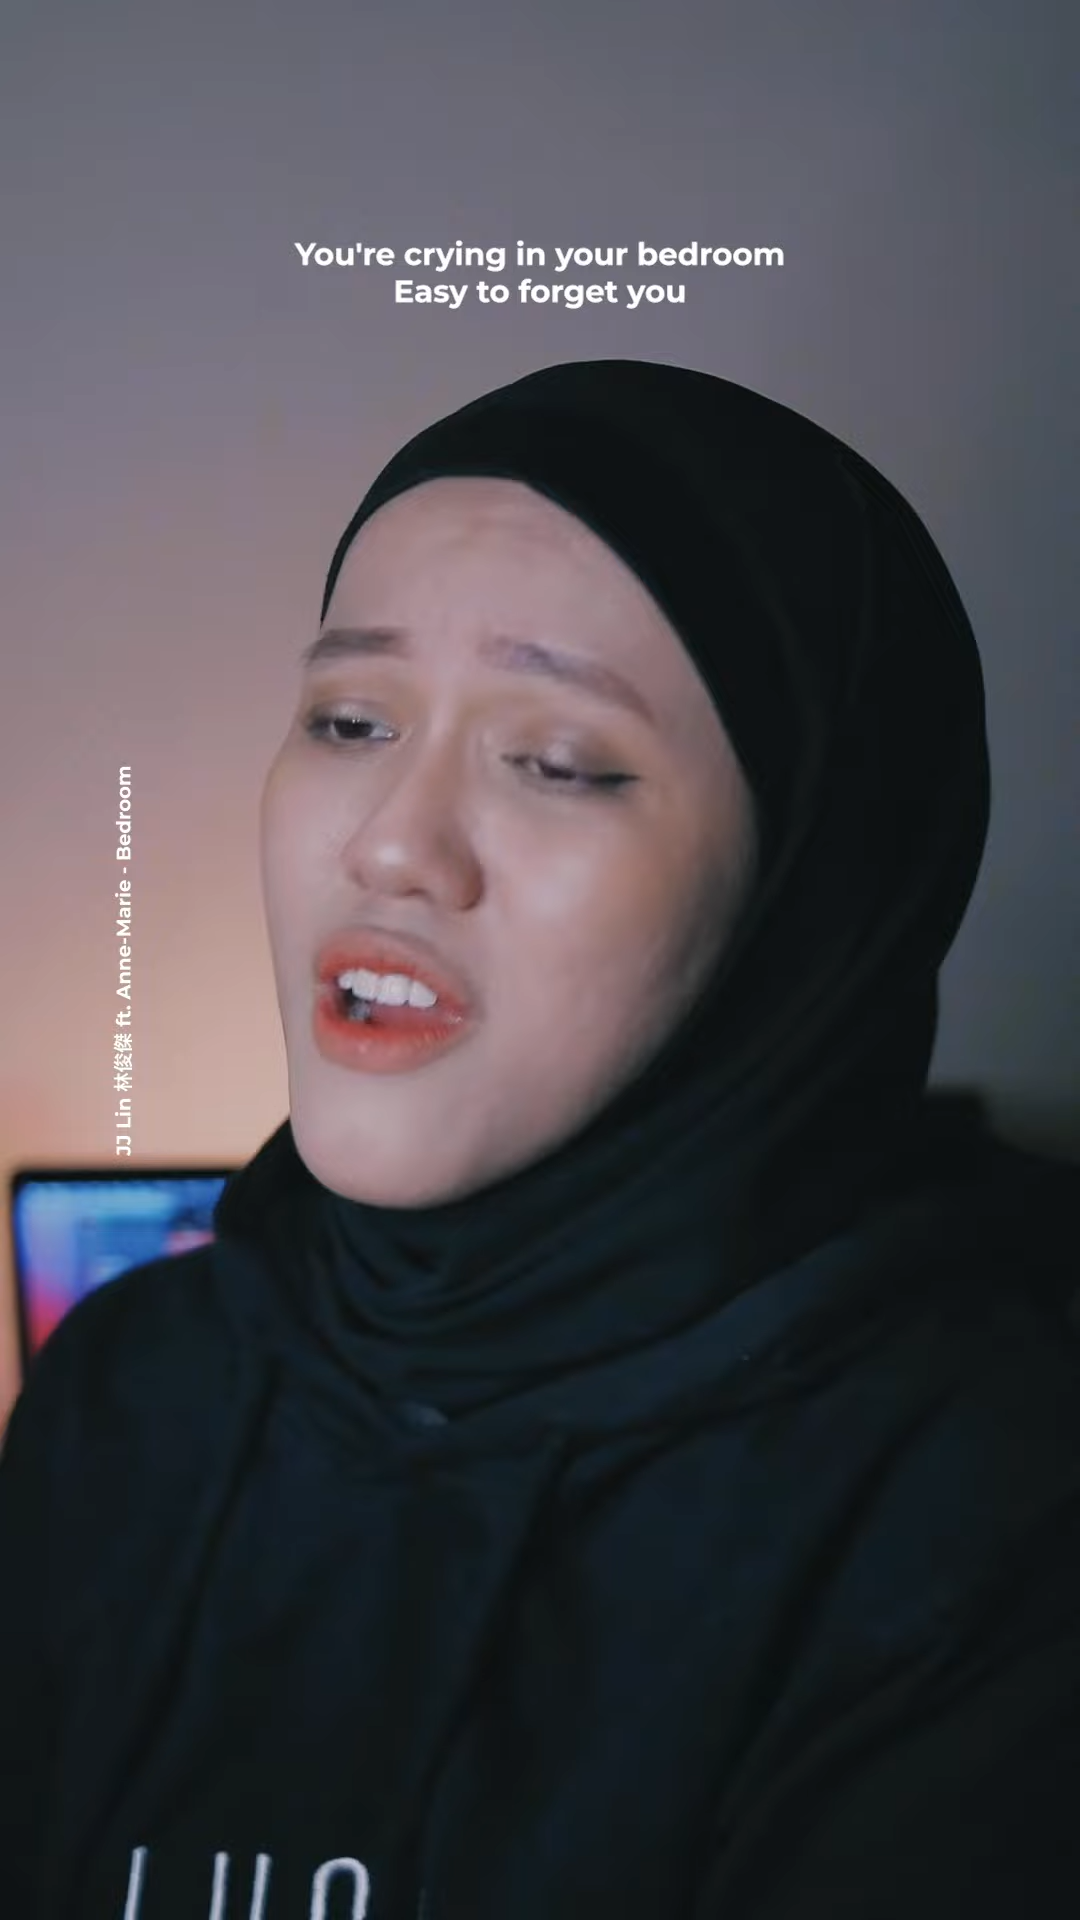 You're crying in your bedroom
Easy to forget you
JJ Lin 林俊傑 ft. Anne-Marie - Bedroom